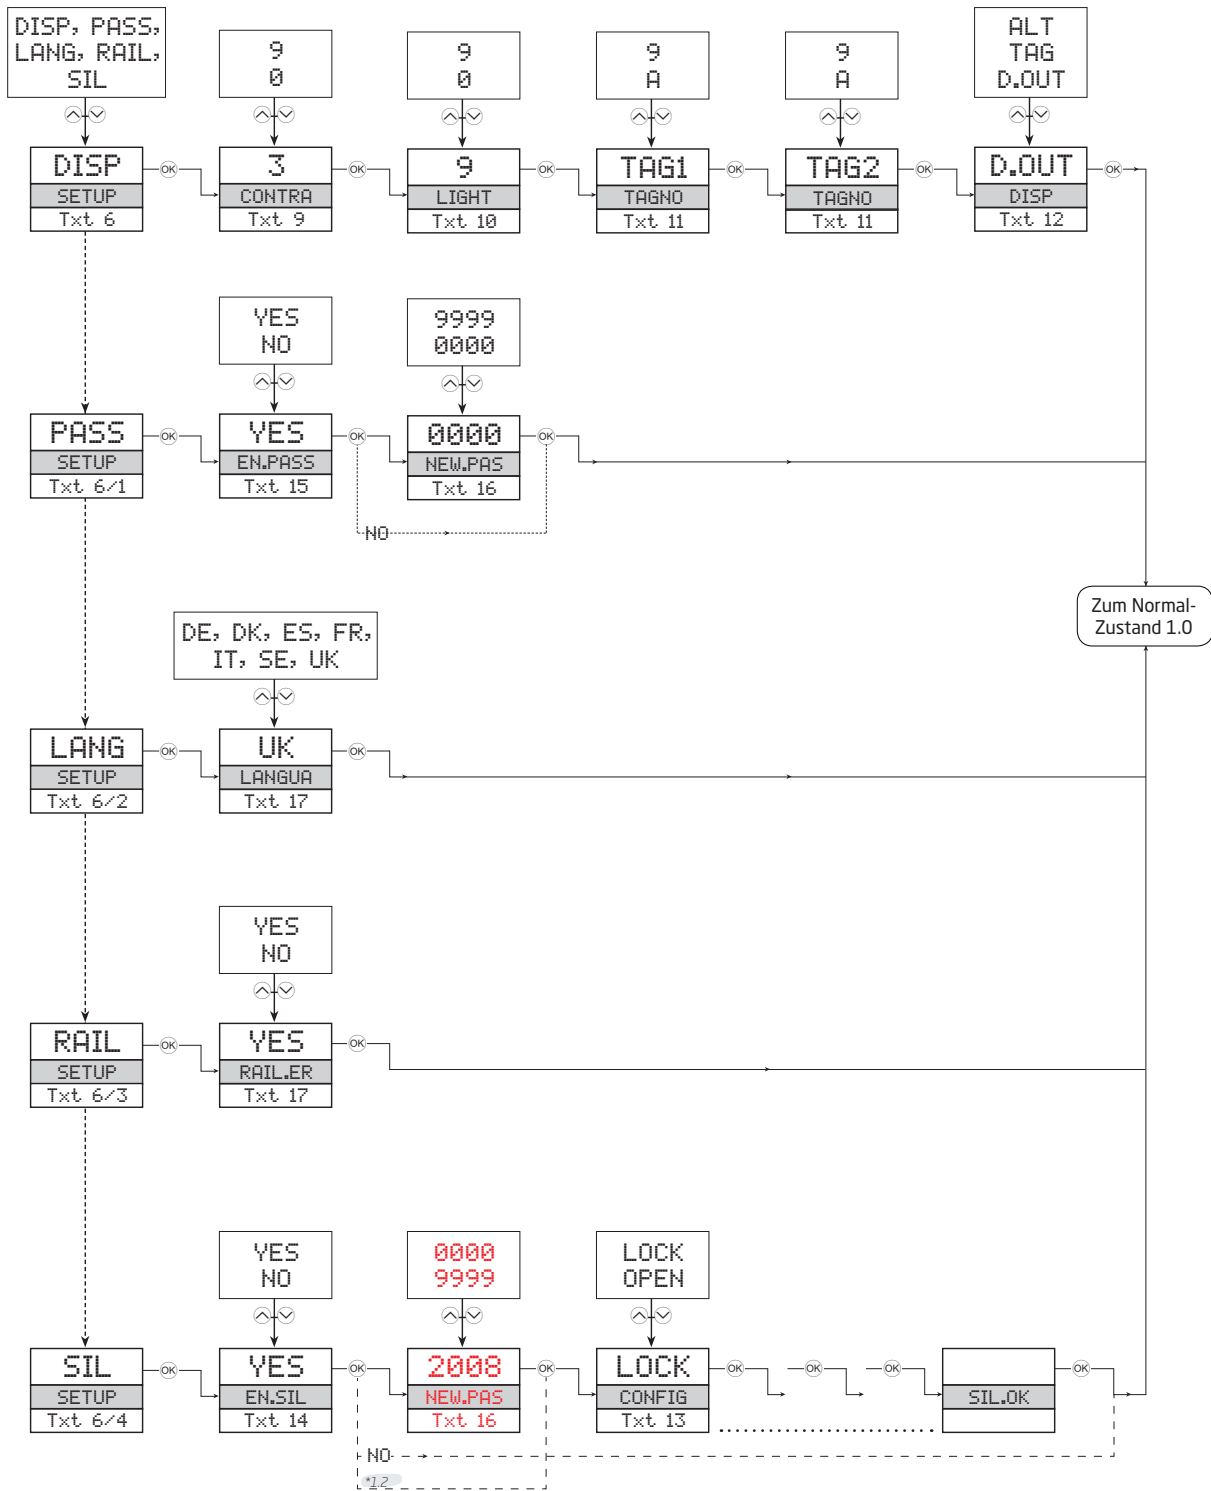 DISP, PASS,
LANG, RAIL,
SIL
9
0
9
0
9
A
9
A
ALT
TAG
D.OUT
DISP
SETUP
Txt 6
OK
3
CONTRA
Txt 9
OK
9
LIGHT
Txt 10
OK
TAG1
TAGNO
Txt 11
OK
TAG2
TAGNO
Txt 11
OK
D.OUT
DISP
Txt 12
OK
YES
NO
9999
0000
PASS
SETUP
Txt 6/1
OK
YES
EN.PASS
Txt 15
OK
0000
NEW.PAS
Txt 16
OK
NO
Zum Normal-
Zustand 1.0
DE, DK, ES, FR,
IT, SE, UK
LANG
SETUP
Txt 6/2
OK
UK
LANGUA
Txt 17
OK
YES
NO
RAIL
SETUP
Txt 6/3
OK
YES
RAIL.ER
Txt 17
OK
YES
NO
0000
9999
LOCK
OPEN
SIL
SETUP
Txt 6/4
OK
YES
EN.SIL
Txt 14
OK
2008
NEW.PAS
Txt 16
OK
LOCK
CONFIG
Txt 13
OK
OK
OK
SIL.OK
OK
NO
*1.2